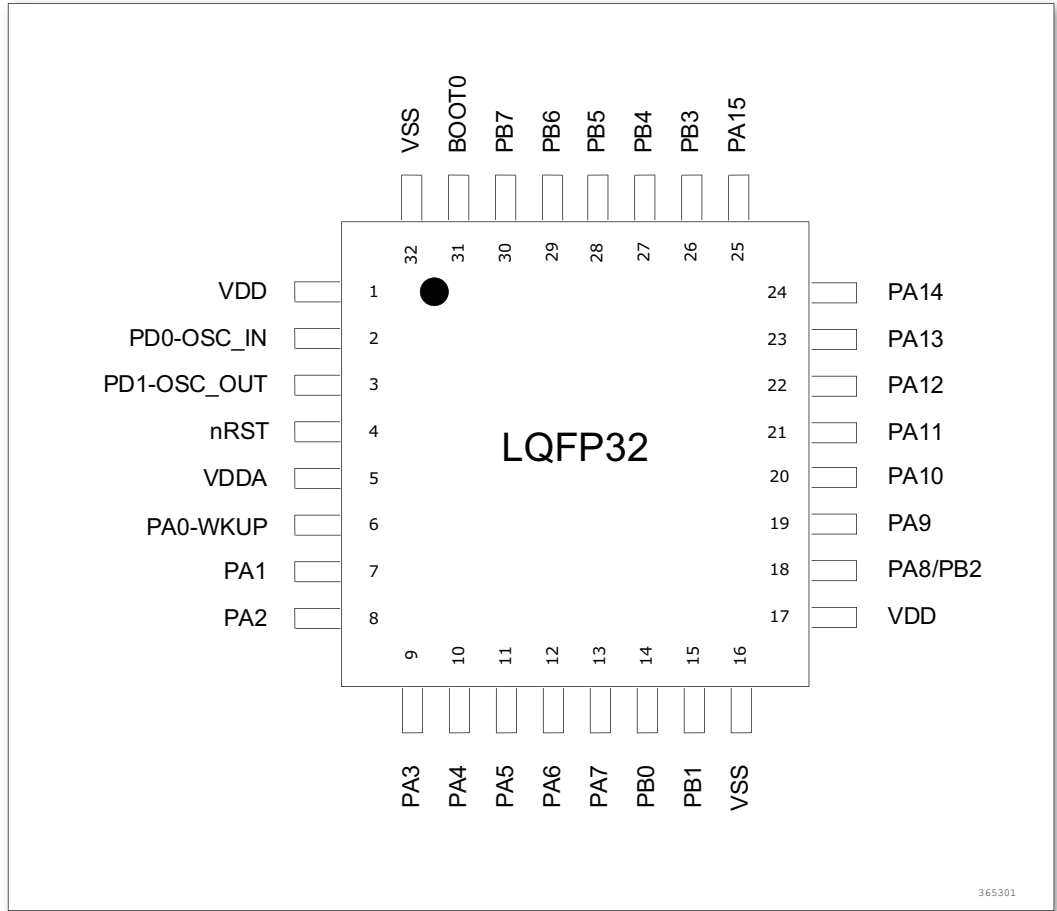 VSS
BOOT0
PB7
PB6
PB5
PB4
PB3
PA15
32
31
30
29
28
27
26
25
VDD
1
24
PA14
PD0-OSC_IN
2
23
PA13
PD1-OSC_OUT
3
22
PA12
nRST
4
21
PA11
LQFP32
VDDA
5
20
PA10
PA0-WKUP
6
19
PA9
PA1
7
18
PA8/PB2
PA2
8
17
VDD
9
10
11
12
13
14
15
16
PA3
PA4
PA5
PA6
PA7
PB0
PB1
VSS
365301